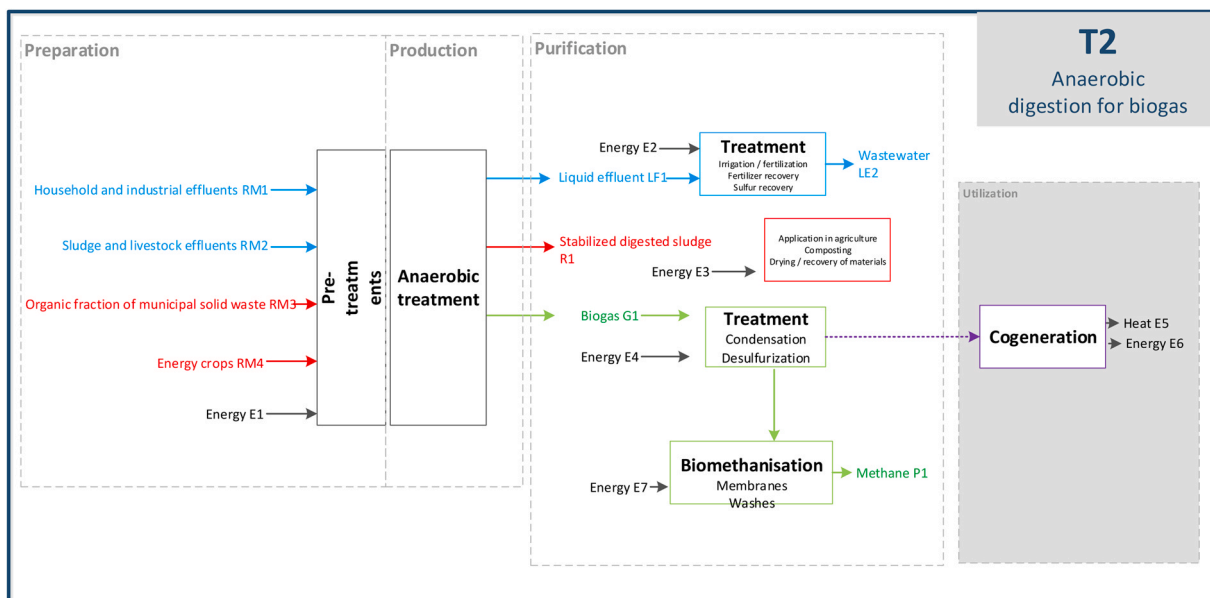 Preparation
Production
Purification
T2
Anaerobic
digestion for biogas
Household and industrial effluents RM1
Sludge and livestock effluents RM2
Organic fraction of municipal solid waste RM3
Energy crops RM4
Energy E1
Pre-
treatm
ents
Anaerobic
treatment
Energy E2
Liquid effluent LF1
Treatment
Irrigation / fertilization
Fertilizer recovery
Sulfur recovery
Wastewater
LE2
Stabilized digested sludge
R1
Energy E3
Application in agriculture
Composting
Drying / recovery of materials
Biogas G1
Energy E4
Treatment
Condensation
Desulfurization
Energy E7
Biomethanisation
Membranes
Washes
Methane P1
Utilization
Cogeneration
Heat E5
Energy E6